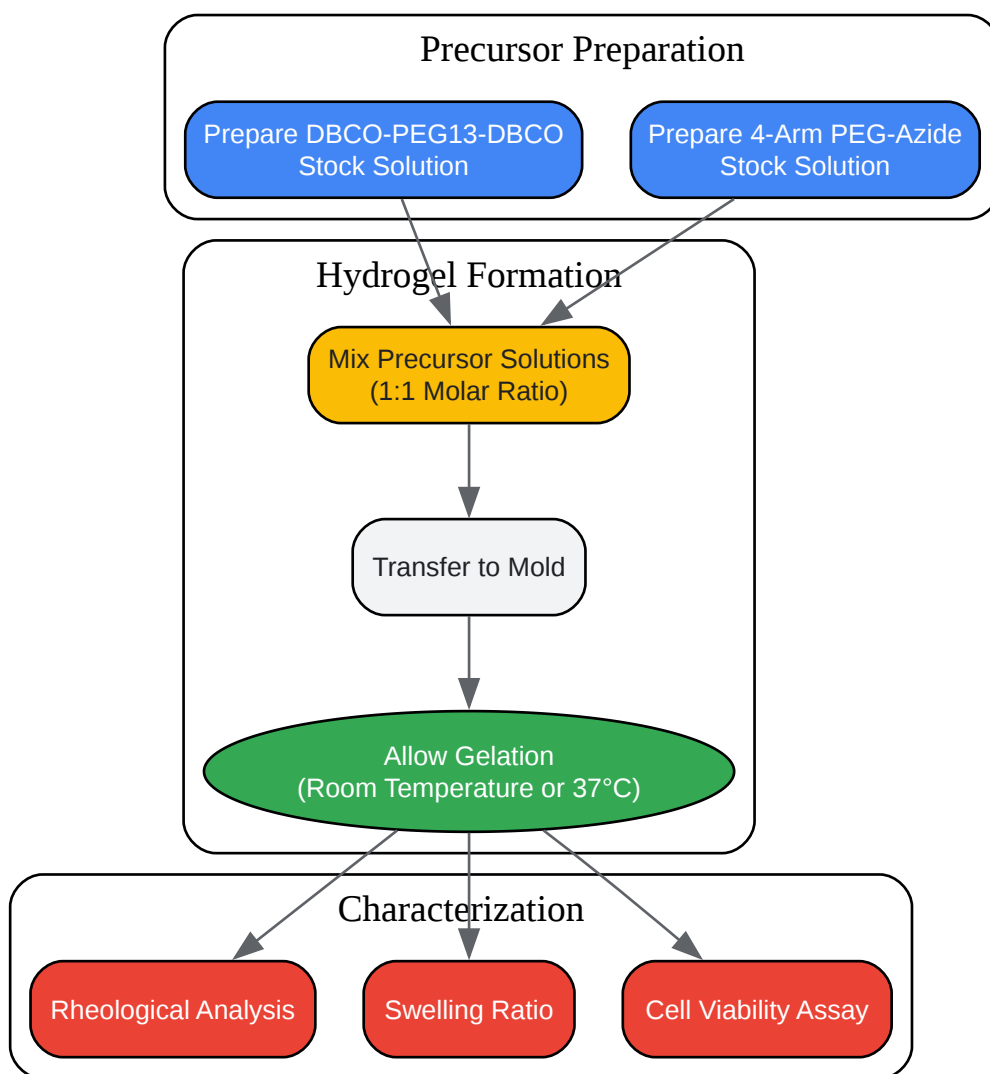 Precursor Preparation
Prepare DBCO-PEG13-DBCO
Stock Solution
Prepare 4-Arm PEG-Azide
Stock Solution
Hydrogel Formation
Mix Precursor Solutions
(1:1 Molar Ratio)
Transfer to Mold
Allow Gelation
(Room Temperature or 37°C)
Characterization
Rheological Analysis
Swelling Ratio
Cell Viability Assay